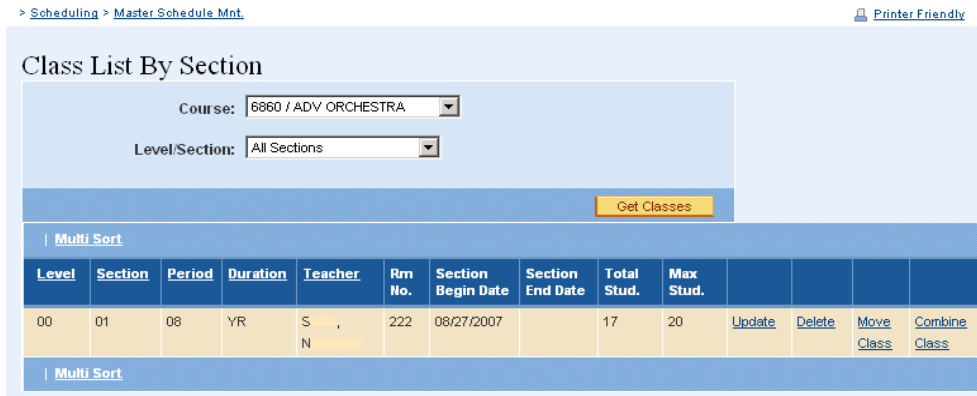 > Scheduling > Master Schedule Mnt.
Printer Friendly
Class List By Section
Course: 6860 / ADV ORCHESTRA
Level/Section: All Sections
Get Classes
| Multi Sort
Level Section Period Duration Teacher Rm No. Section Begin Date Section End Date Total Stud. Max Stud.
00 01 08 YR S , N 222 08/27/2007 17 20 Update Delete Move Class Combine Class
| Multi Sort